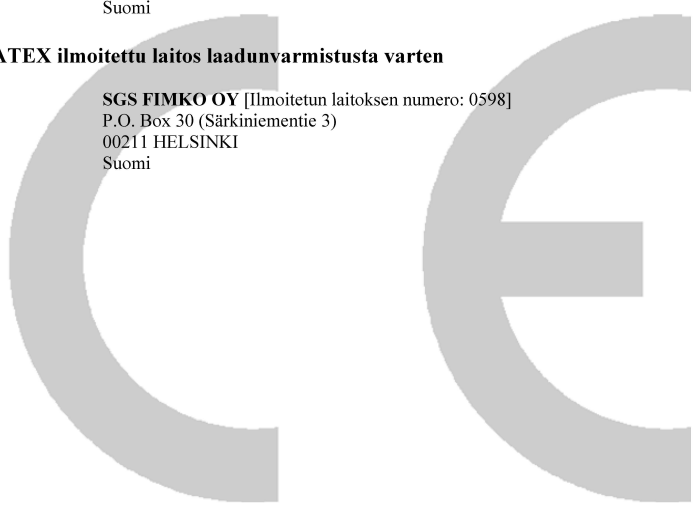 Suomi
ATEX ilmoitettu laitos laadunvarmistusta varten
SGS FIMKO OY [Ilmoitetun laitoksen numero: 0598]
P.O. Box 30 (Särkiniementie 3)
00211 HELSINKI
Suomi